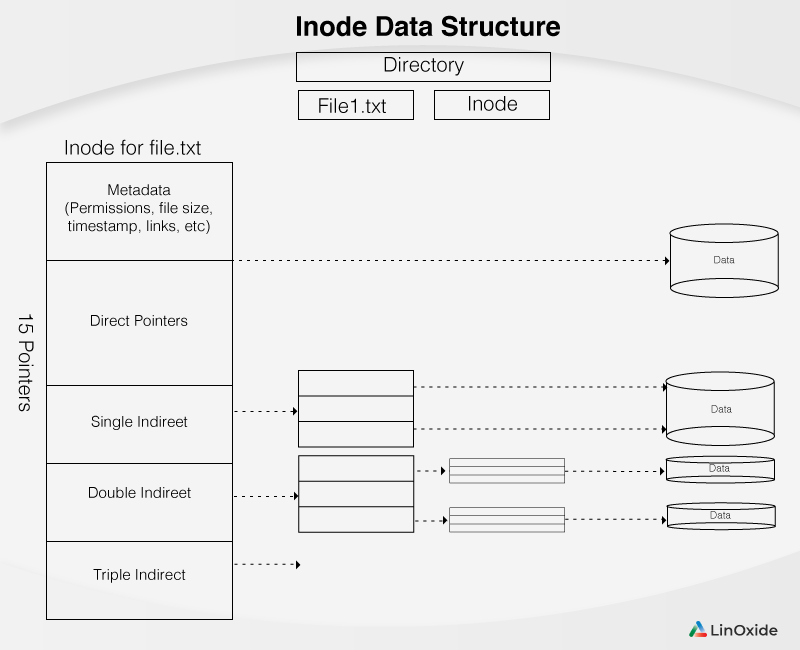 Inode Data Structure
Directory
File1.txt
Inode
Inode for file.txt
Metadata
(Permissions, file size,
timestamp, links, etc)
Data
Direct Pointers
15 Pointers
Single Indireet
Data
Double Indireet
Data
Data
Triple Indirect
LinOxide